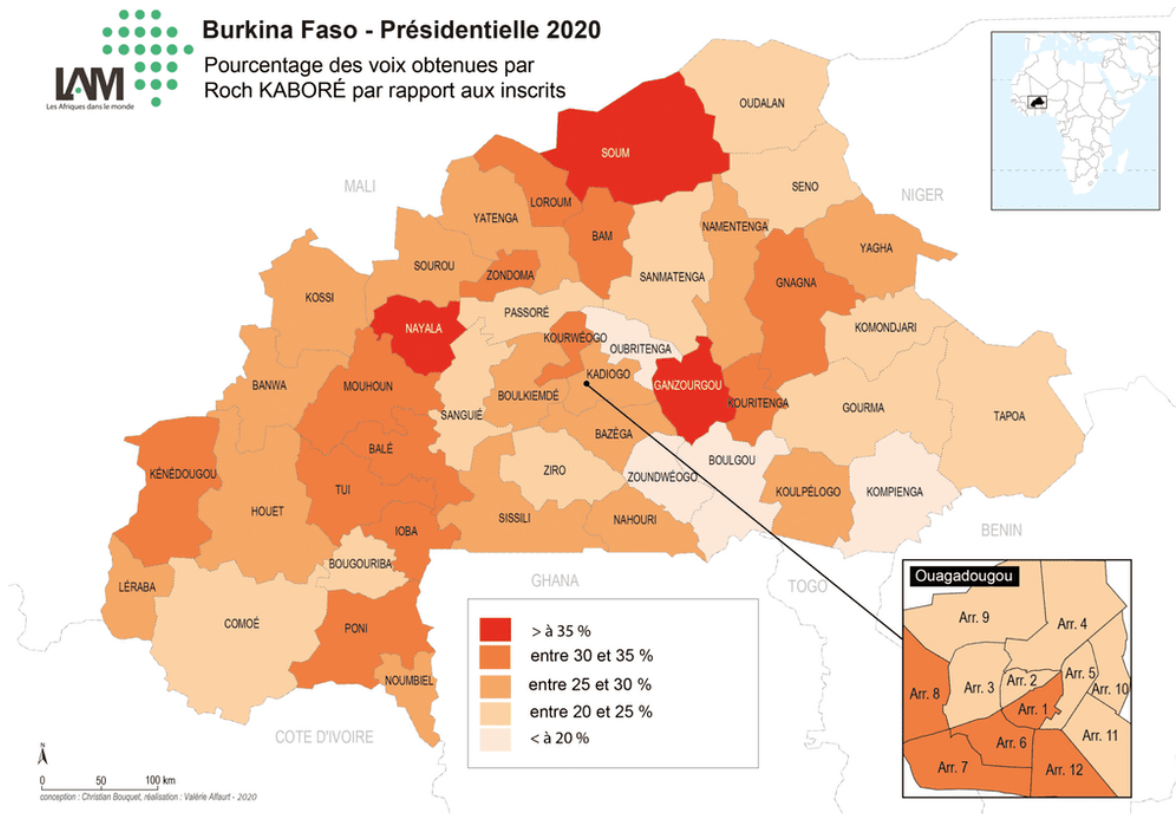 Burkina Faso - Présidentielle 2020
Pourcentage des voix obtenues par
Roch KABORÉ par rapport aux inscrits
LAM
Les Afriques dans le monde
OUDALAN
SOUM
MALI
SENO
NIGER
LOROUM
YATENGA
BAM
NAMENTENGA
YAGHA
SOUROU
ZONDOMA
SANMATENGA
GNAGNA
KOSSI
PASSORÉ
NAYALA
KOURWÉOGO
OUBRITENGA
KOMONDJARI
BANWA
MOUHOUN
KADIOGO
GANZOURGOU
BOULKIEMDÉ
KOURITENGA
SANGUIÉ
GOURMA
TAPOA
BAZÈGA
BALÉ
KÉNÉDOUGOU
ZIRO
ZOUNDWÉOGO
BOULGOU
TUI
KOULPÉLOGO
KOMPIENGA
HOUET
SISSILI
NAHOURI
IOBA
BENIN
BOUGOURIBA
LÉRABA
GHANA
TOGO
COMOÉ
PONI
NOUMBIEL
COTE D'IVOIRE
> à 35 %
entre 30 et 35 %
entre 25 et 30 %
entre 20 et 25 %
< à 20 %
Ouagadougou
Arr. 9
Arr. 4
Arr. 5
Arr. 2
Arr. 3
Arr. 10
Arr. 8
Arr. 1
Arr. 11
Arr. 6
Arr. 7
Arr. 12
N
0 50 100 km
conception : Christian Bouquet, réalisation : Valérie Alfaurt - 2020